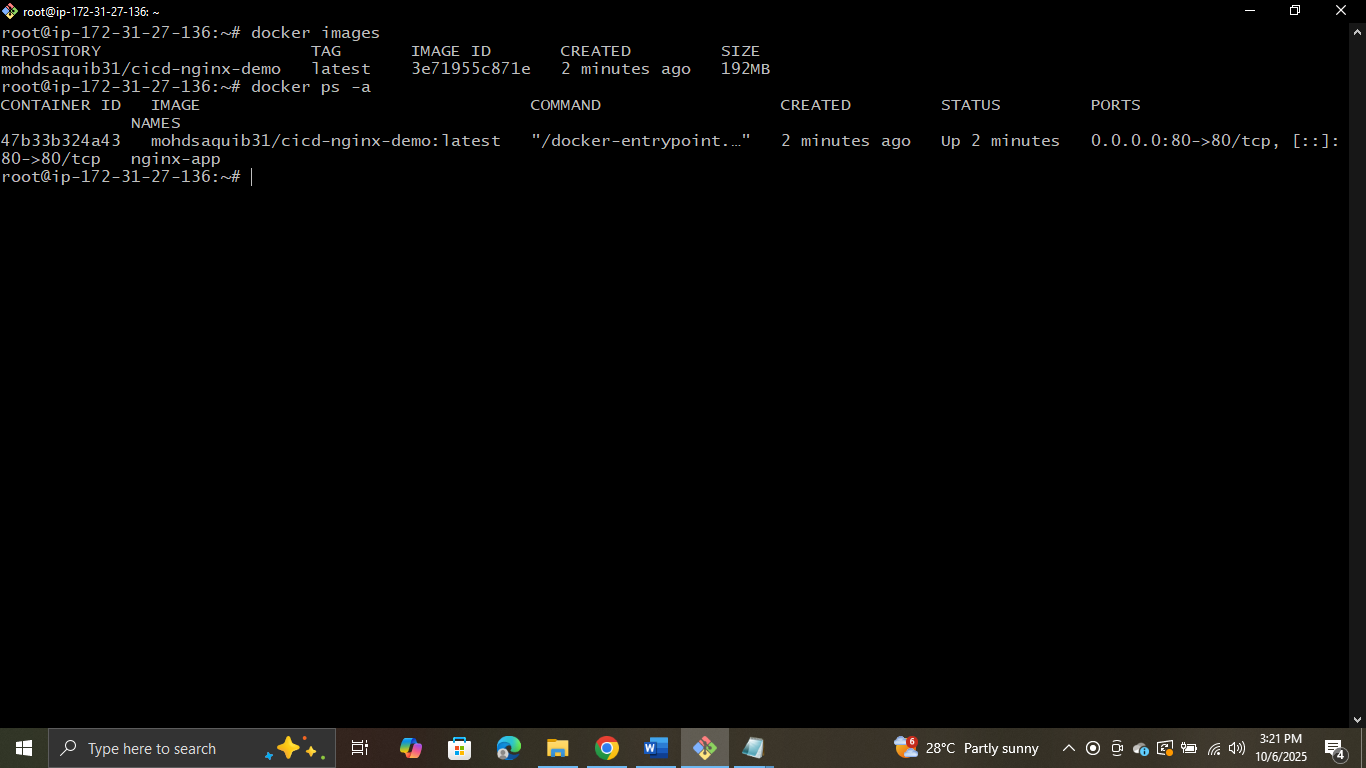 root@ip-172-31-27-136: ~
root@ip-172-31-27-136:~# docker images
REPOSITORY                     TAG       IMAGE ID       CREATED         SIZE
mohdsaquib31/cicd-nginx-demo   latest    3e71955c871e   2 minutes ago   192MB
root@ip-172-31-27-136:~# docker ps -a
CONTAINER ID   IMAGE                                 COMMAND                  CREATED         STATUS         PORTS
             NAMES
47b33b324a43   mohdsaquib31/cicd-nginx-demo:latest   "/docker-entrypoint.…"   2 minutes ago   Up 2 minutes   0.0.0.0:80->80/tcp, [::]:
80->80/tcp   nginx-app
root@ip-172-31-27-136:~#
Type here to search
6
28°C Partly sunny
3:21 PM
10/6/2025
4